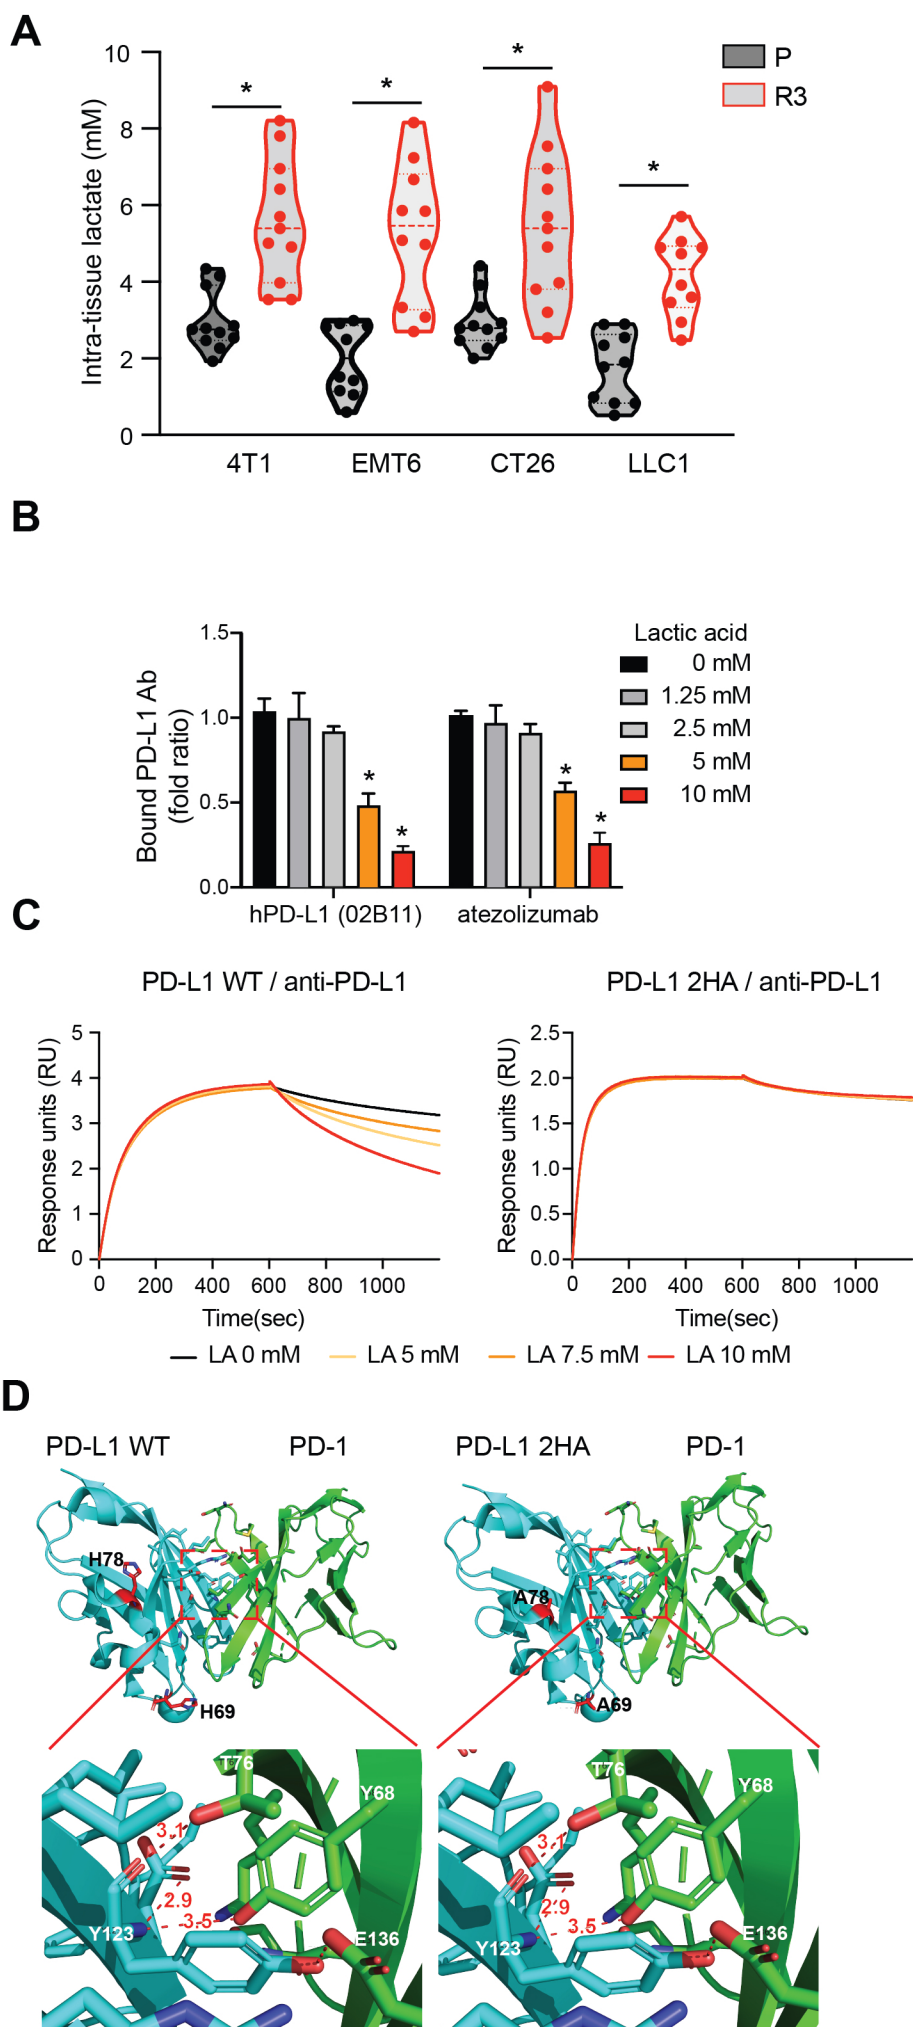 A
10
8
6
4
2
0
Intra-tissue lactate (mM)
*
*
*
*
P
R3
4T1
EMT6
CT26
LLC1
B
1.5
1.0
0.5
0.0
Bound PD-L1 Ab
(fold ratio)
*
*
*
*
Lactic acid
0 mM
1.25 mM
2.5 mM
5 mM
10 mM
hPD-L1 (02B11)
atezolizumab
C
PD-L1 WT / anti-PD-L1
5
4
3
2
1
0
Response units (RU)
0 200 400 600 800 1000
Time(sec)
PD-L1 2HA / anti-PD-L1
2.5
2.0
1.5
1.0
0.5
0.0
Response units (RU)
0 200 400 600 800 1000
Time(sec)
LA 0 mM
LA 5 mM
LA 7.5 mM
LA 10 mM
D
PD-L1 WT
PD-1
H78
H69
T76
Y68
3.1
2.9
3.5
Y123
E136
PD-L1 2HA
PD-1
A78
A69
T76
Y68
3.1
2.9
3.5
Y123
E136